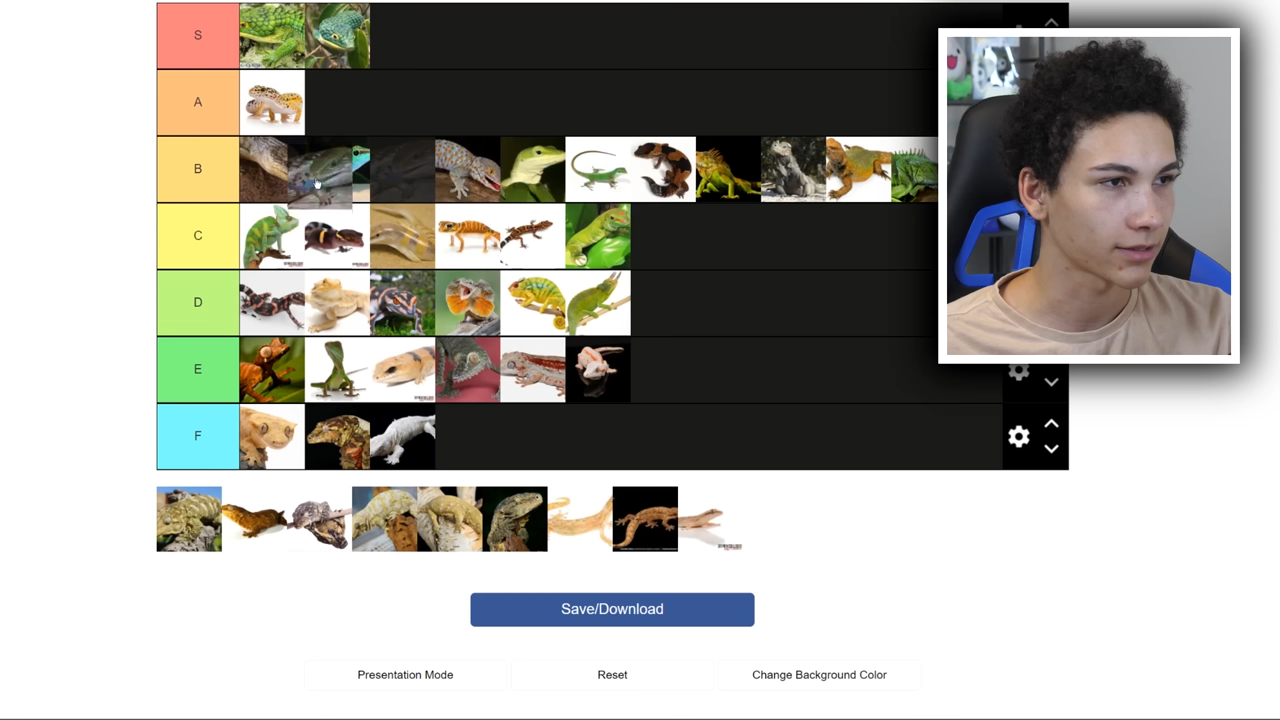 S
A
B
C
D
E
F
Save/Download
Presentation Mode
Reset
Change Background Color